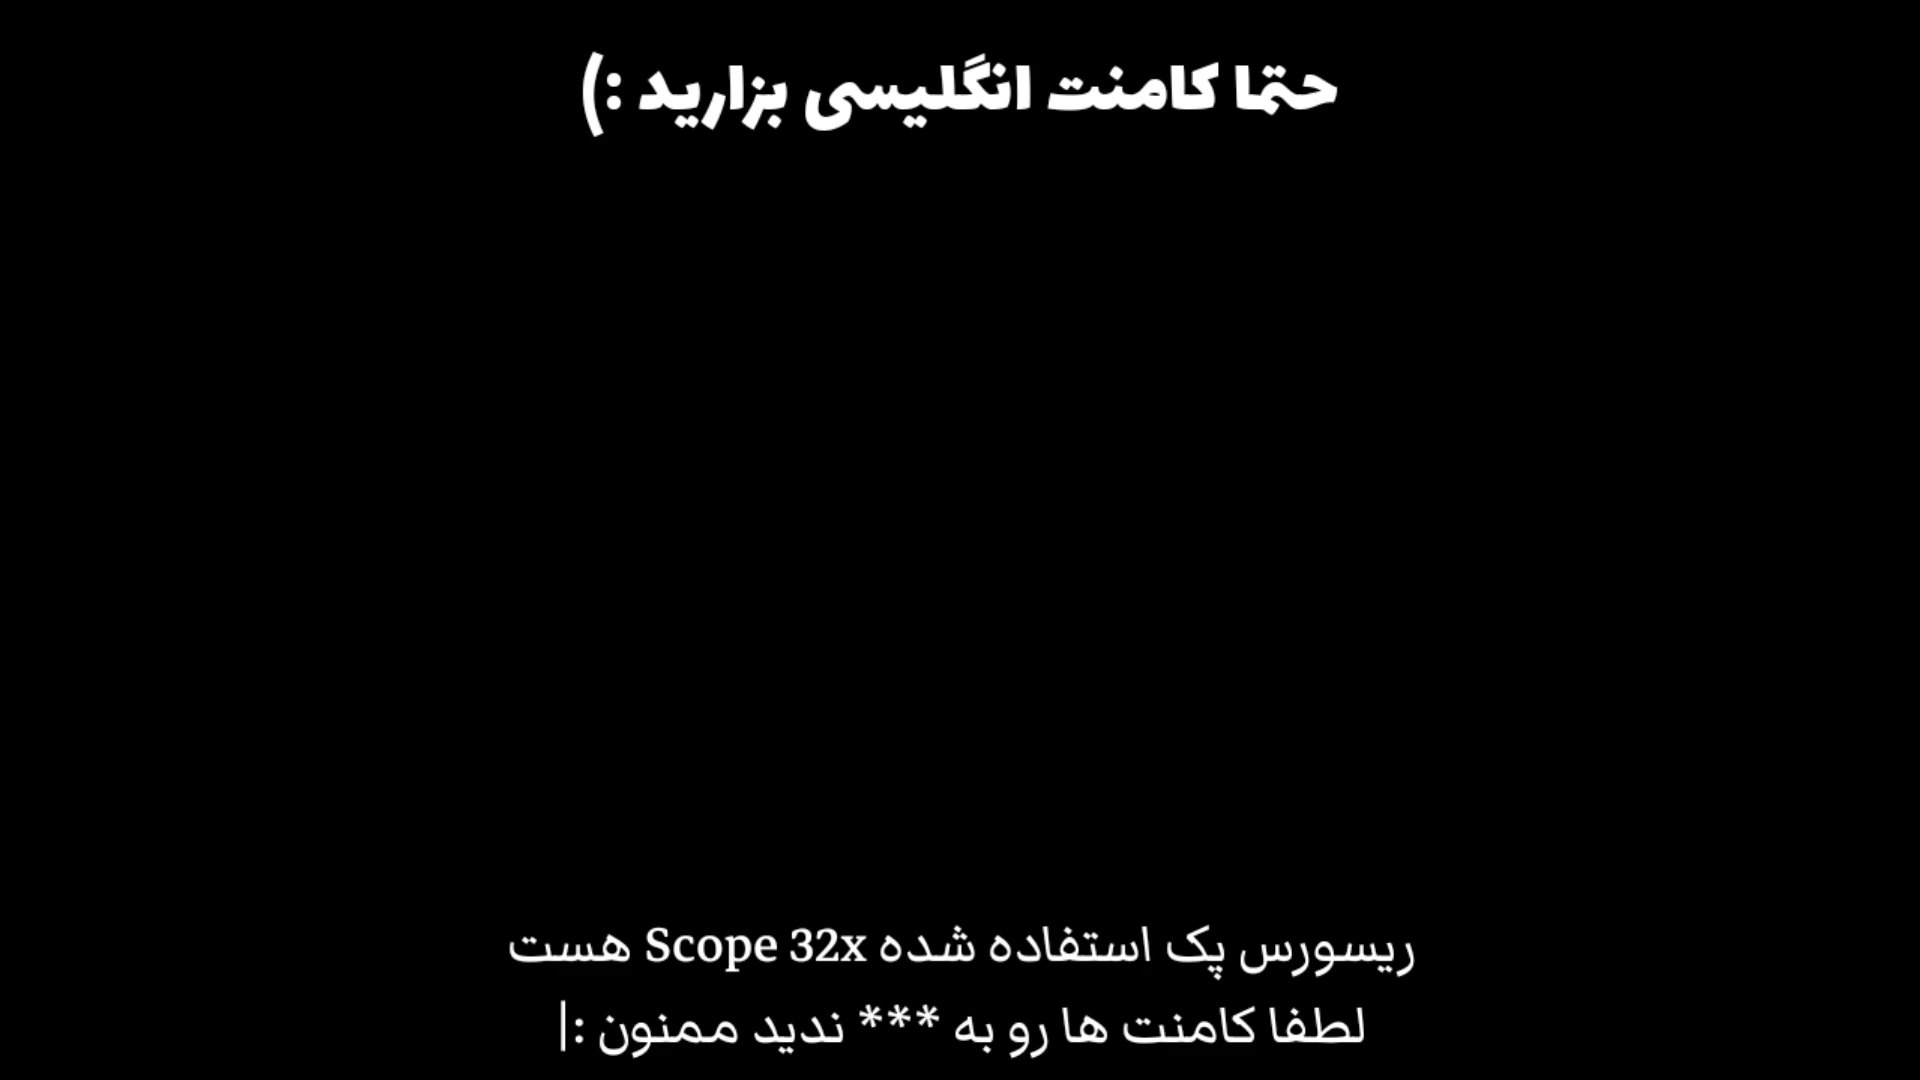 حتما کامنت انگلیسی بزارید :)
ریسورس پک استفاده شده Scope 32x هست
لطفا کامنت ها رو به *** ندید ممنون :|